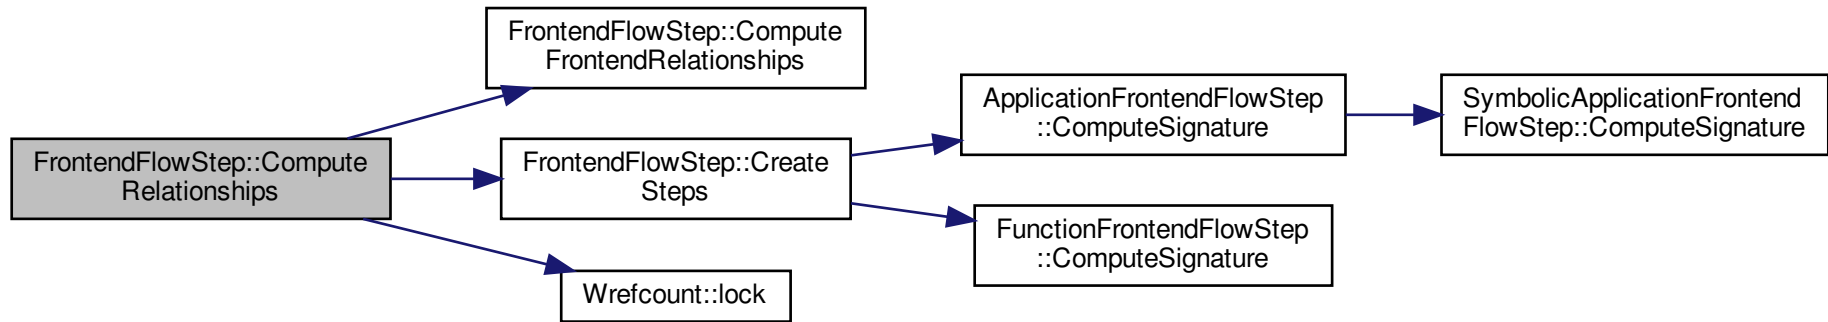 FrontendFlowStep::Compute
Relationships
FrontendFlowStep::Compute
FrontendRelationships
FrontendFlowStep::Create
Steps
Wrefcount::lock
ApplicationFrontendFlowStep
::ComputeSignature
FunctionFrontendFlowStep
::ComputeSignature
SymbolicApplicationFrontend
FlowStep::ComputeSignature